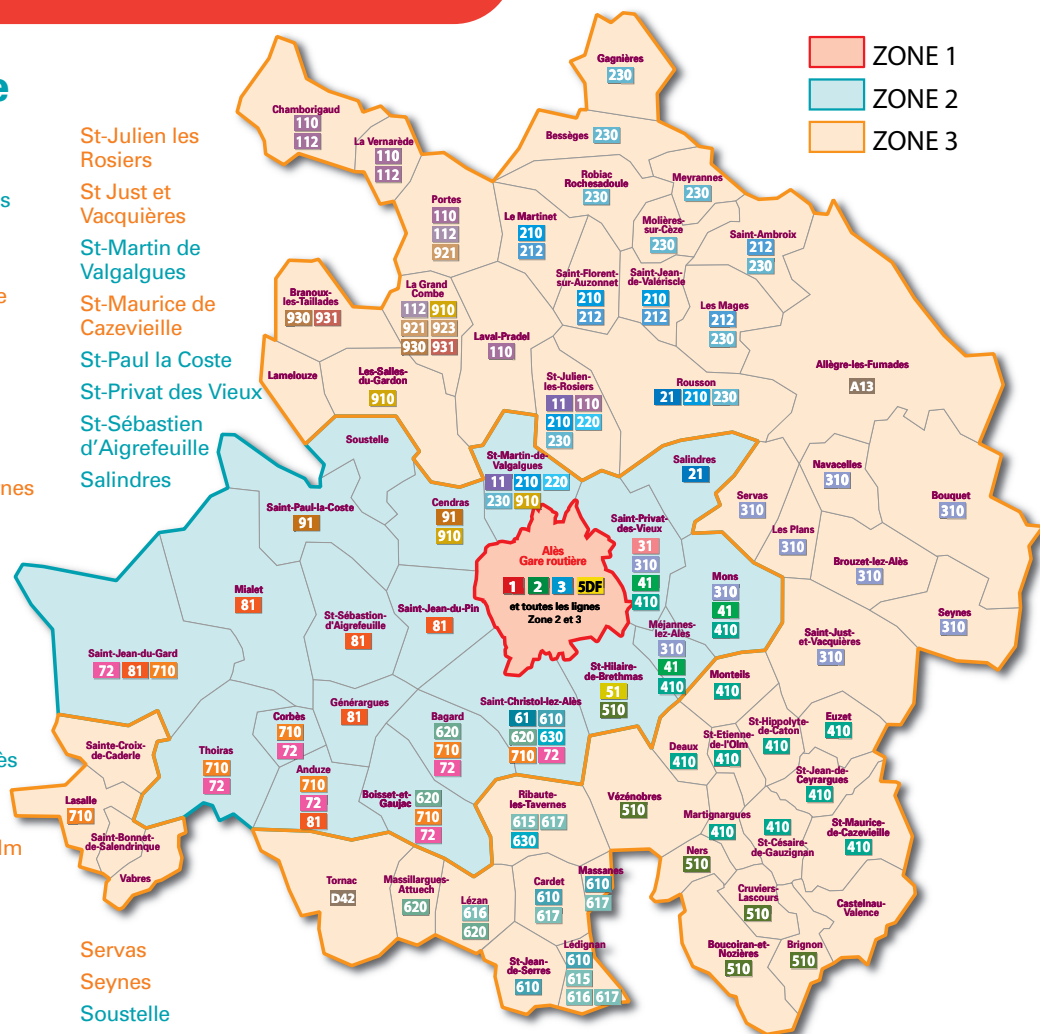 ZONE 1
ZONE 2
ZONE 3
e
s
e
nes
ès
lm
St-Julien les
Rosiers
St Just et
Vacquières
St-Martin de
Valgalgues
St-Maurice de
Cazevieille
St-Paul la Coste
St-Privat des Vieux
St-Sébastien
d'Aigrefeuille
Salindres
Servas
Seynes
Soustelle
Gagnières
230
Chamborigaud
110
112
La Vernarède
110
112
Bessèges 230
Robiac
Rochesadoule
230
Meyrannes
230
Portes
110
112
921
Le Martinet
210
212
Molières-
sur-Cèze
230
Saint-Ambroix
212
230
Saint-Florent-
sur-Auzonnet
210
212
Saint-Jean-
de-Valériscle
210
212
Les Mages
212
230
Branoux-
les-Taillades
930 931
La Grand
Combe
112 910
921 923
930 931
Laval-Pradel
110
Allègre-les-Fumades
A13
Lamelouze
Les-Salles-
du-Gardon
910
St-Julien-
les-Rosiers
11 110
210 220
230
Rousson
21 210 230
Soustelle
St-Martin-de-
Valgalgues
11 210 220
230 910
Salindres
21
Navacelles
310
Servas
310
Bouquet
310
Saint-Paul-la-Coste
91
Cendras
91
910
Saint-Privat-
des-Vieux
31
310
41
410
Les Plans
310
Brouzet-lez-Alès
310
Alès
Gare routière
1 2 3 5DF
et toutes les lignes
Zone 2 et 3
Mons
310
41
410
Mialet
81
St-Sébastion-
d'Aigrefeuille
81
Saint-Jean-du-Pin
81
Seynes
310
Méjannes-
lez-Alès
310
41
410
Saint-Just-
et-Vacquières
310
Saint-Jean-du-Gard
72 81 710
St-Hilaire-
de-Brethmas
51
510
Monteils
410
Générargues
81
Saint-Christol-lez-Alès
61 610
620 630
710 72
Corbès
710
72
Bagard
620
710
72
St-Hippolyte-
de-Caton
410
Euzet
410
St-Etienne-
de-l'Olm
410
Deaux
410
Sainte-Croix-
de-Caderle
Thoiras
710
72
Anduze
710
72
81
St-Jean-de-
Ceyrargues
410
Boisset-et-
Gaujac
620
710
72
Ribaute-
les-Tavernes
615 617
630
Vézénobres
510
Lasalle
710
Martignargues
410
410
St-Césaire-
de-Gauzignan
St-Maurice-
de-Cazevieille
410
Saint-Bonnet-
de-Salendrinque
Ners
510
Vabres
Tornac
D42
Massillargues-
Attuech
620
Lézan
616
620
Cardet
610
617
Massanes
610
617
Cruviers-
Lascours
510
Castelnau-
Valence
St-Jean-
de-Serres
610
Lédignan
610
615
616 617
Boucoiran-et-
Nozières
510
Brignon
510